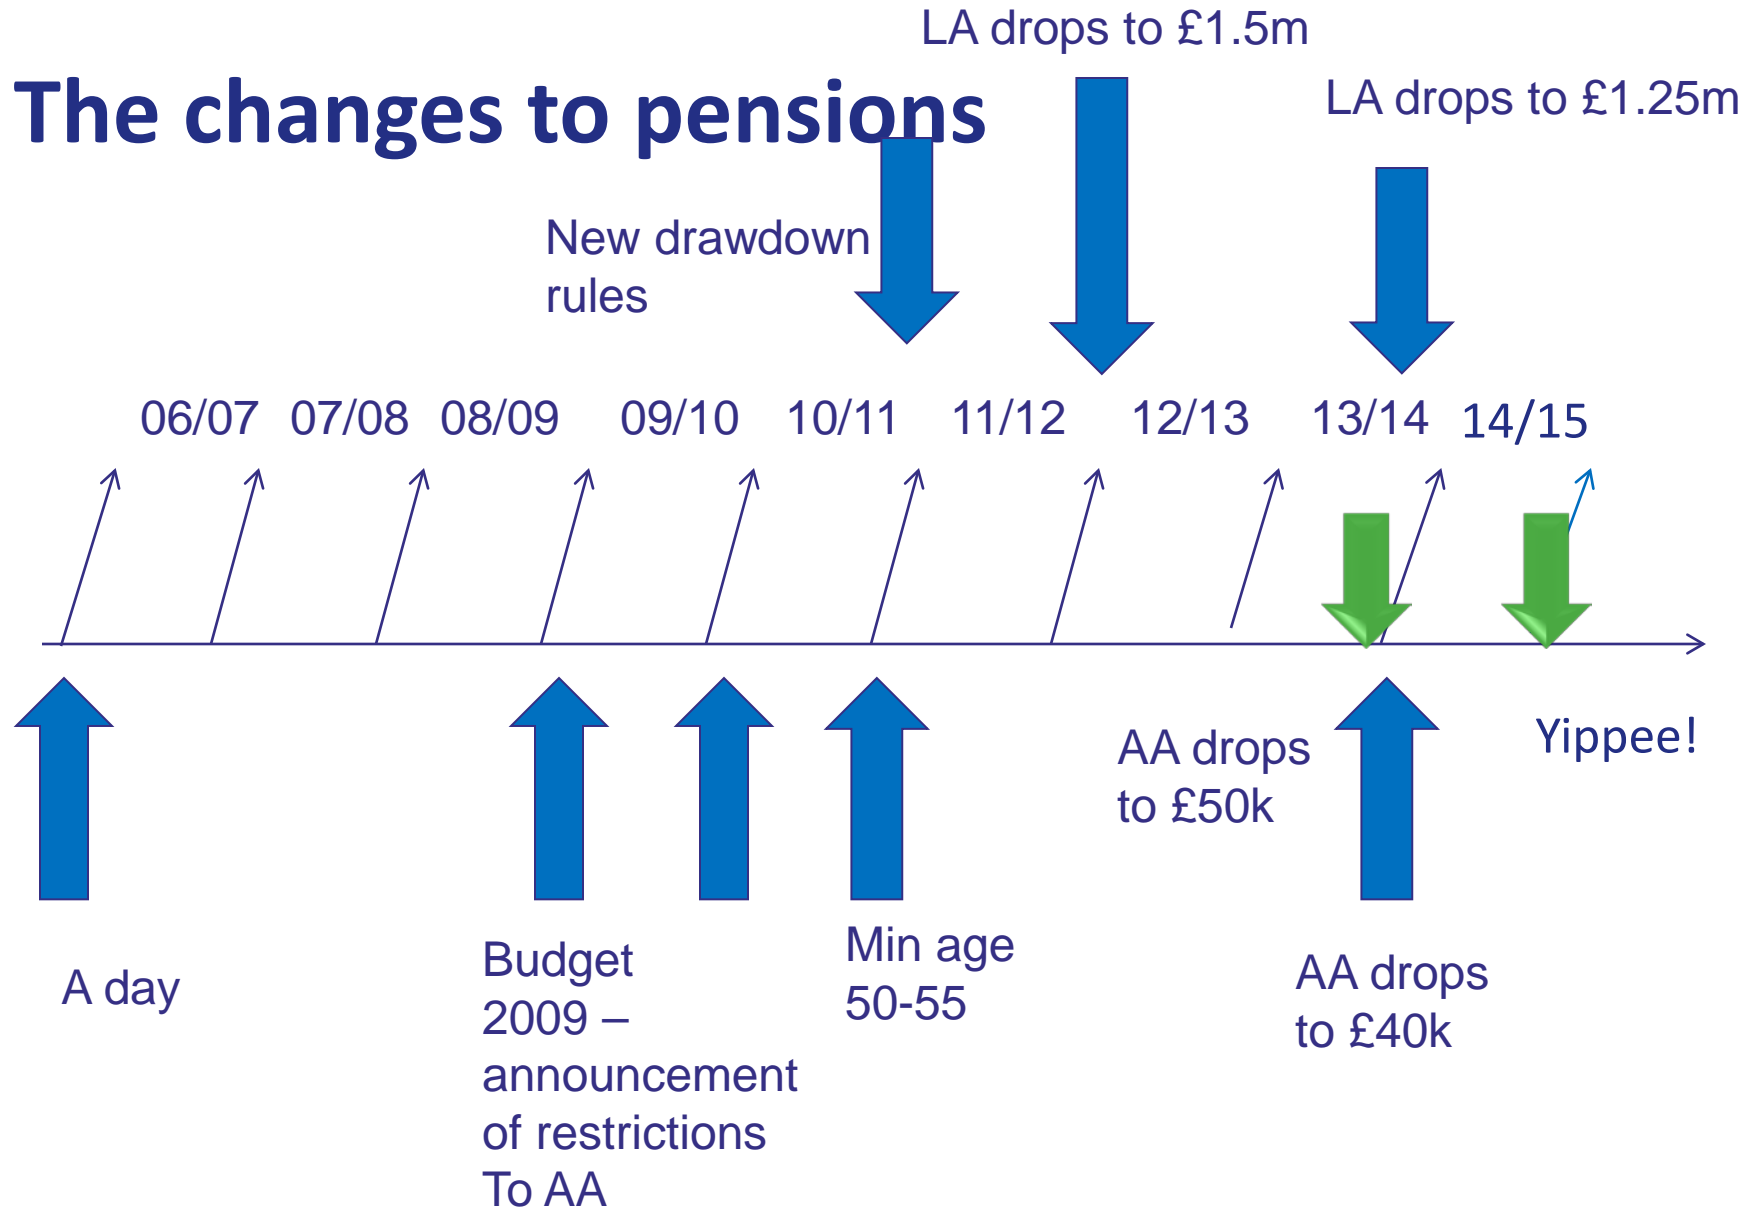 LA drops to £1.5m
The changes to pensions
LA drops to £1.25m
New drawdown
rules
06/07 07/08 08/09 09/10 10/11 11/12 12/13 13/14 14/15
AA drops
to £50k
Yippee!
A day
Budget
2009 –
announcement
of restrictions
To AA
Min age
50-55
AA drops
to £40k